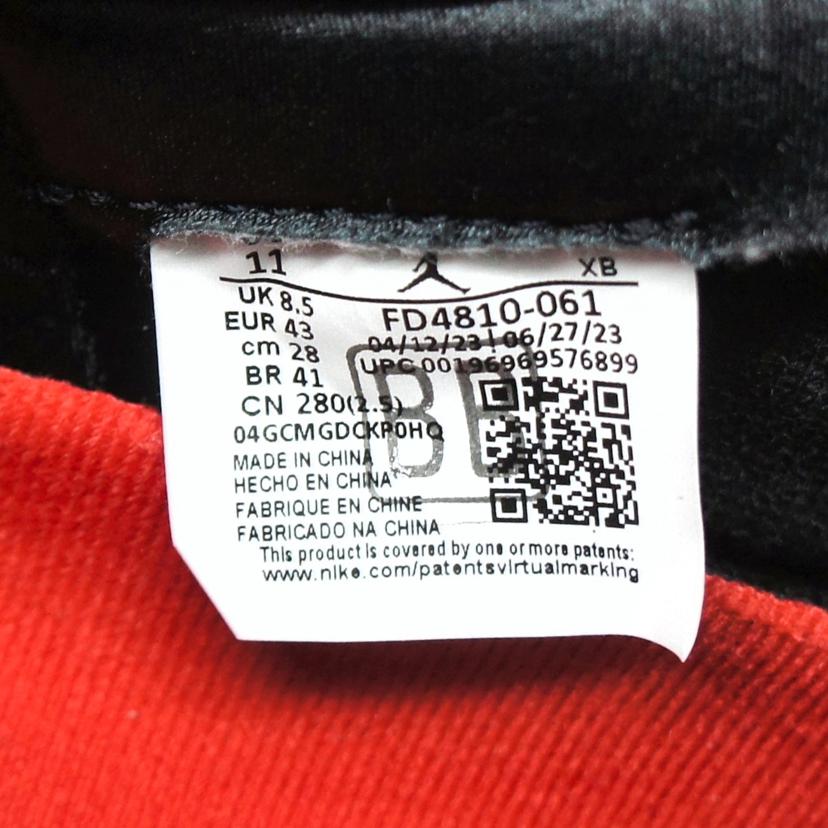 11 XB
UK 8.5
EUR 43
cm 28
BR 41
CN 280(2.5)
04GCMGDCKP0HQ
FD4810-061
04/12/23 | 06/27/23
UPC 00196969576899
BB
MADE IN CHINA
HECHO EN CHINA
FABRIQUE EN CHINE
FABRICADO NA CHINA
This product is covered by one or more patents:
www.nike.com/patentsvirtualmarking